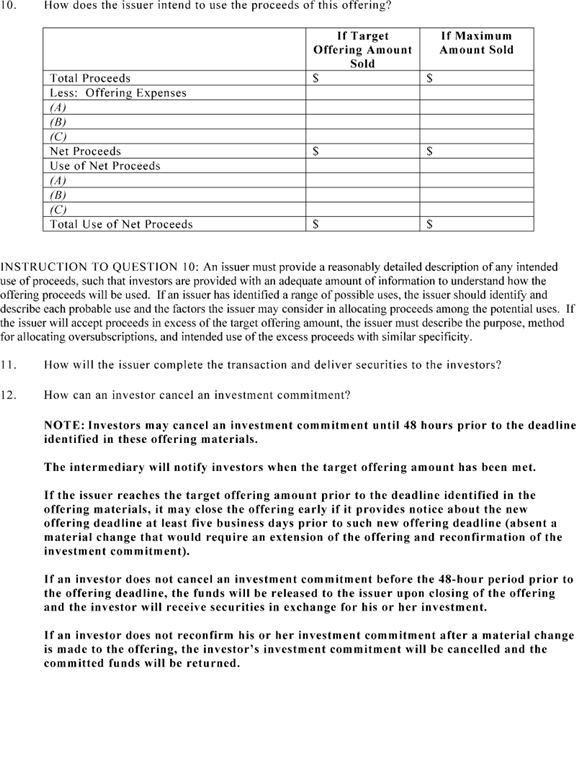 10. How does the issuer intend to use the proceeds of this offering?
If Target Offering Amount Sold If Maximum Amount Sold
Total Proceeds $ $
Less: Offering Expenses
(A)
(B)
(C)
Net Proceeds $ $
Use of Net Proceeds
(A)
(B)
(C)
Total Use of Net Proceeds $ $
INSTRUCTION TO QUESTION 10: An issuer must provide a reasonably detailed description of any intended
use of proceeds, such that investors are provided with an adequate amount of information to understand how the
offering proceeds will be used. If an issuer has identified a range of possible uses, the issuer should identify and
describe each probable use and the factors the issuer may consider in allocating proceeds among the potential uses. If
the issuer will accept proceeds in excess of the target offering amount, the issuer must describe the purpose, method
for allocating oversubscriptions, and intended use of the excess proceeds with similar specificity.
11. How will the issuer complete the transaction and deliver securities to the investors?
12. How can an investor cancel an investment commitment?
NOTE: Investors may cancel an investment commitment until 48 hours prior to the deadline
identified in these offering materials.
The intermediary will notify investors when the target offering amount has been met.
If the issuer reaches the target offering amount prior to the deadline identified in the
offering materials, it may close the offering early if it provides notice about the new
offering deadline at least five business days prior to such new offering deadline (absent a
material change that would require an extension of the offering and reconfirmation of the
investment commitment).
If an investor does not cancel an investment commitment before the 48-hour period prior to
the offering deadline, the funds will be released to the issuer upon closing of the offering
and the investor will receive securities in exchange for his or her investment.
If an investor does not reconfirm his or her investment commitment after a material change
is made to the offering, the investor's investment commitment will be cancelled and the
committed funds will be returned.